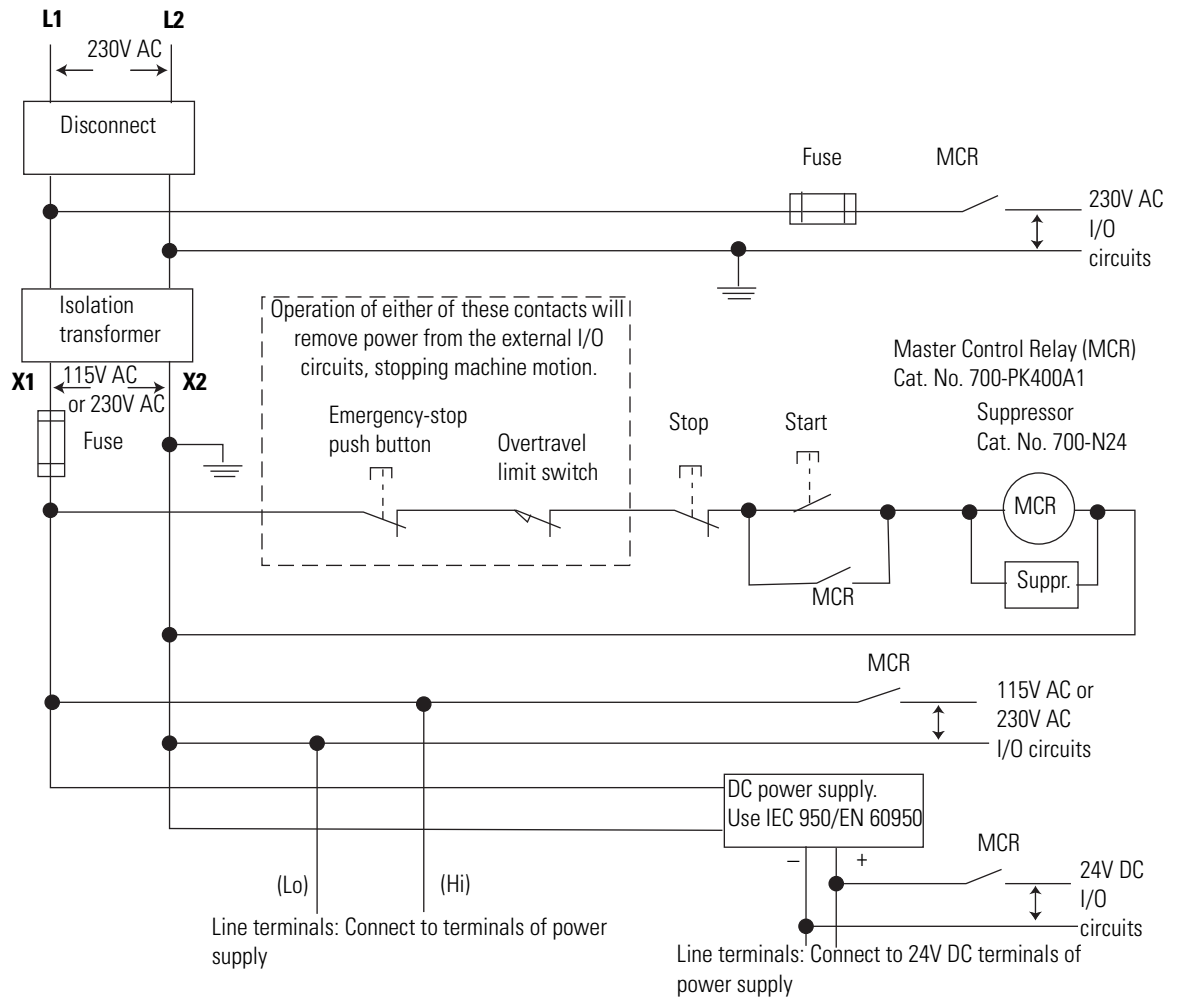 L1
L2
230V AC
Disconnect
Fuse
MCR
230V AC
I/O
circuits
Isolation
transformer
Operation of either of these contacts will
remove power from the external I/O
circuits, stopping machine motion.
Master Control Relay (MCR)
Cat. No. 700-PK400A1
X1
115V AC
or 230V AC
X2
Fuse
Emergency-stop
push button
Overtravel
limit switch
Stop
Start
Suppressor
Cat. No. 700-N24
MCR
Suppr.
MCR
MCR
115V AC or
230V AC
I/O circuits
DC power supply.
Use IEC 950/EN 60950
–
+
MCR
24V DC
I/O
circuits
(Lo)
(Hi)
Line terminals: Connect to terminals of power
supply
Line terminals: Connect to 24V DC terminals of
power supply